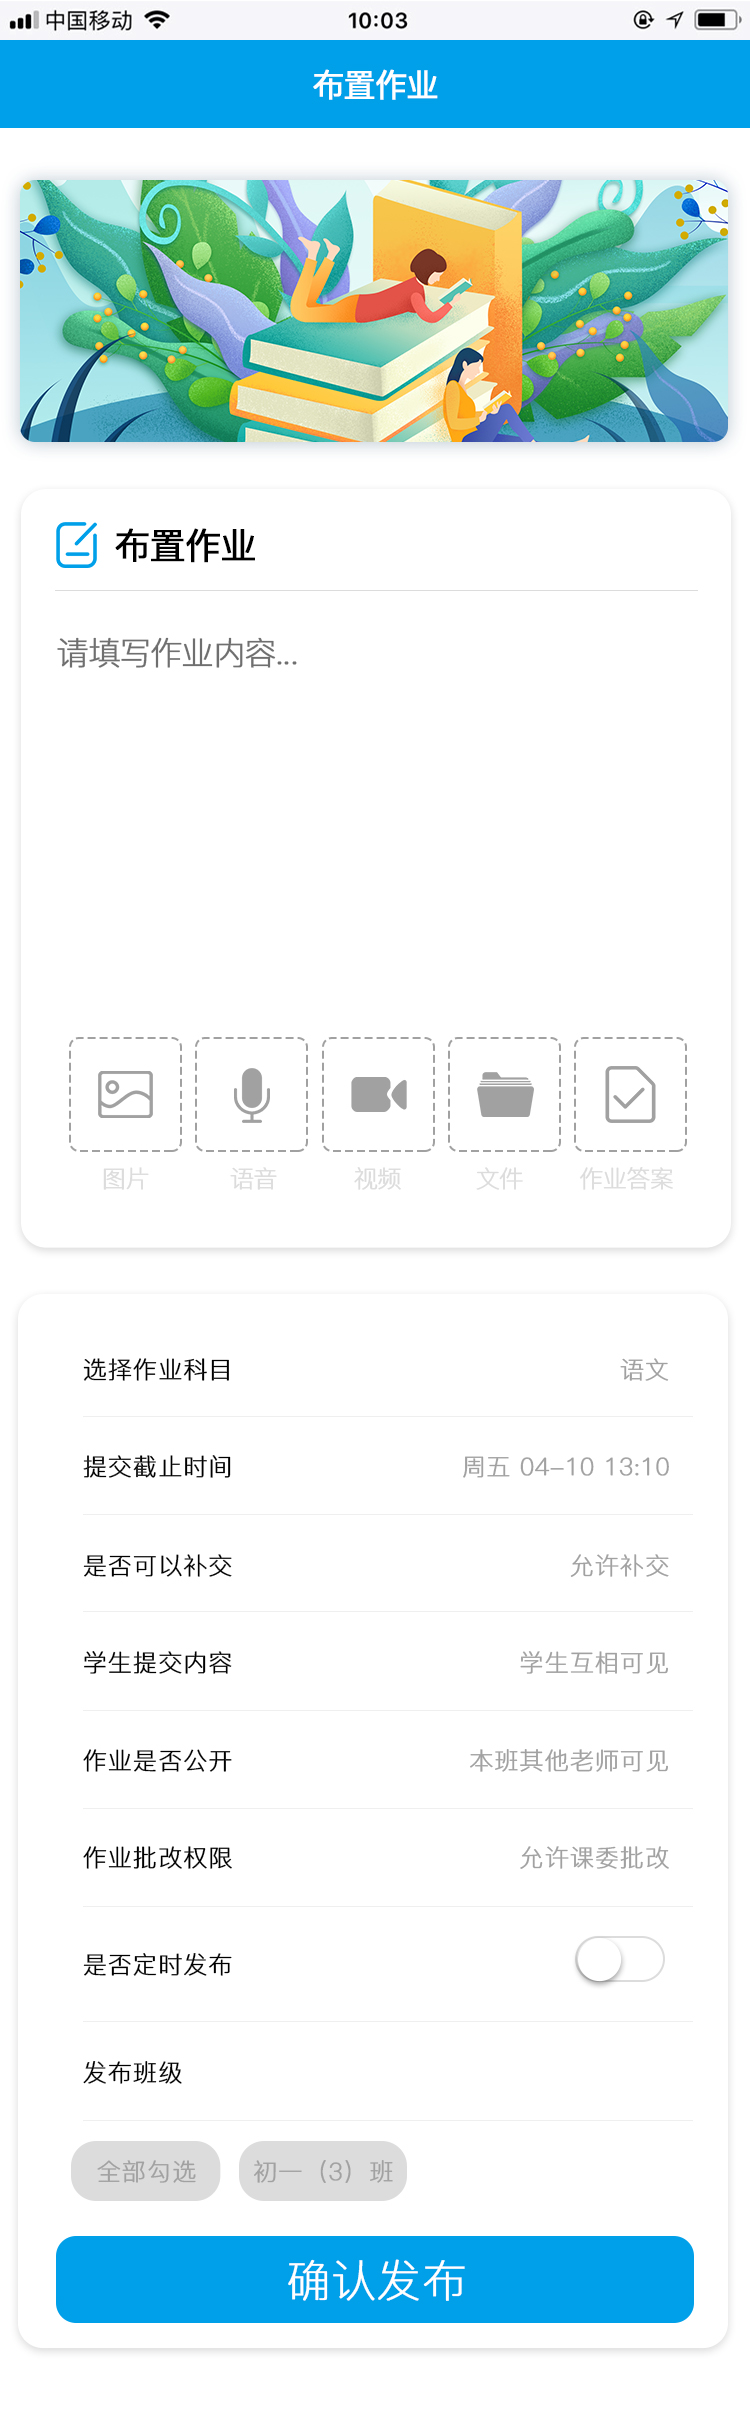 中国移动 10:03
布置作业
布置作业
请填写作业内容...
图片 语音 视频 文件 作业答案
选择作业科目 语文
提交截止时间 周五 04-10 13:10
是否可以补交 允许补交
学生提交内容 学生互相可见
作业是否公开 本班其他老师可见
作业批改权限 允许课委批改
是否定时发布
发布班级
全部勾选 初一（3）班
确认发布